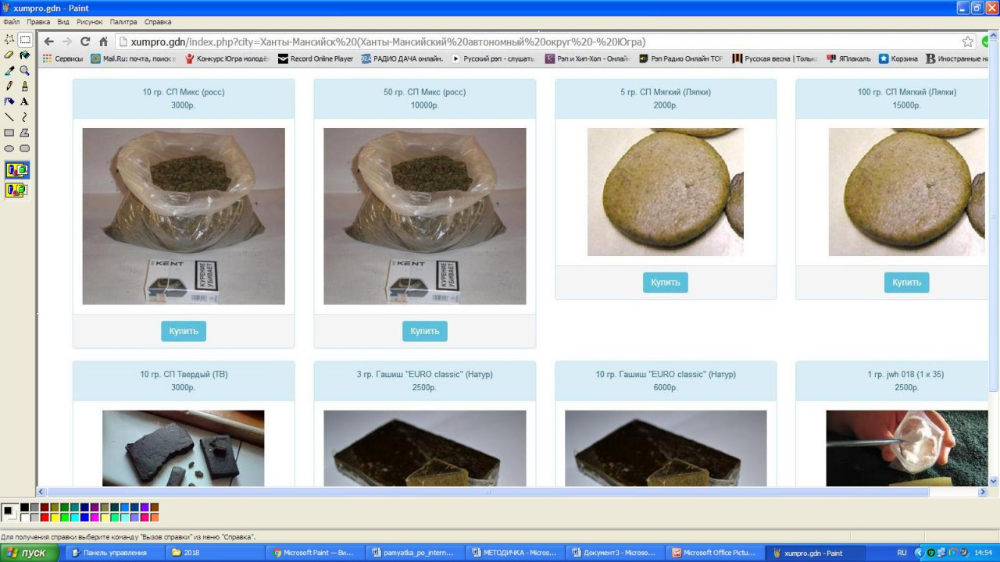 xumpro.gdn - Paint
Файл Правка Вид Рисунок Палитра Справка
xumpro.gdn/index.php?city=Ханты-Мансийск%20(Ханты-Мансийский%20автономный%20округ%20-%20Югра)
Сервисы Mail.Ru: почта, поиск в Конкурс Югра молодёж Record Online Player РАДИО ДАЧА онлайн. Русский рэп - слушать Рэп и Хип-Хоп - Онлай Рэп Радио Онлайн ТОР Русская весна | Тольк ЯПлакалъ Корзина Иностранные на
10 гр. СП Микс (росс) 50 гр. СП Микс (росс) 5 гр. СП Мягкий (Ляпки) 100 гр. СП Мягкий (Ляпки)
3000р. 10000р. 2000р. 15000р.
KENT КУРЕНИЕ УБИВАЕТ KENT КУРЕНИЕ УБИВАЕТ
Купить Купить
Купить Купить
10 гр. СП Твердый (ТВ) 3 гр. Гашиш "EURO classic" (Натур) 10 гр. Гашиш "EURO classic" (Натур) 1 гр. jwh 018 (1 к 35)
3000р. 2500р. 6000р. 2500р.
Для получения справки выберите команду "Вызов справки" из меню "Справка".
пуск Панель управления 2018 Microsoft Paint — Ви... pamyatka_po_intern... МЕТОДИЧКА - Micros... Документ3 - Microso... Microsoft Office Pictu... xumpro.gdn - Paint RU 14:54